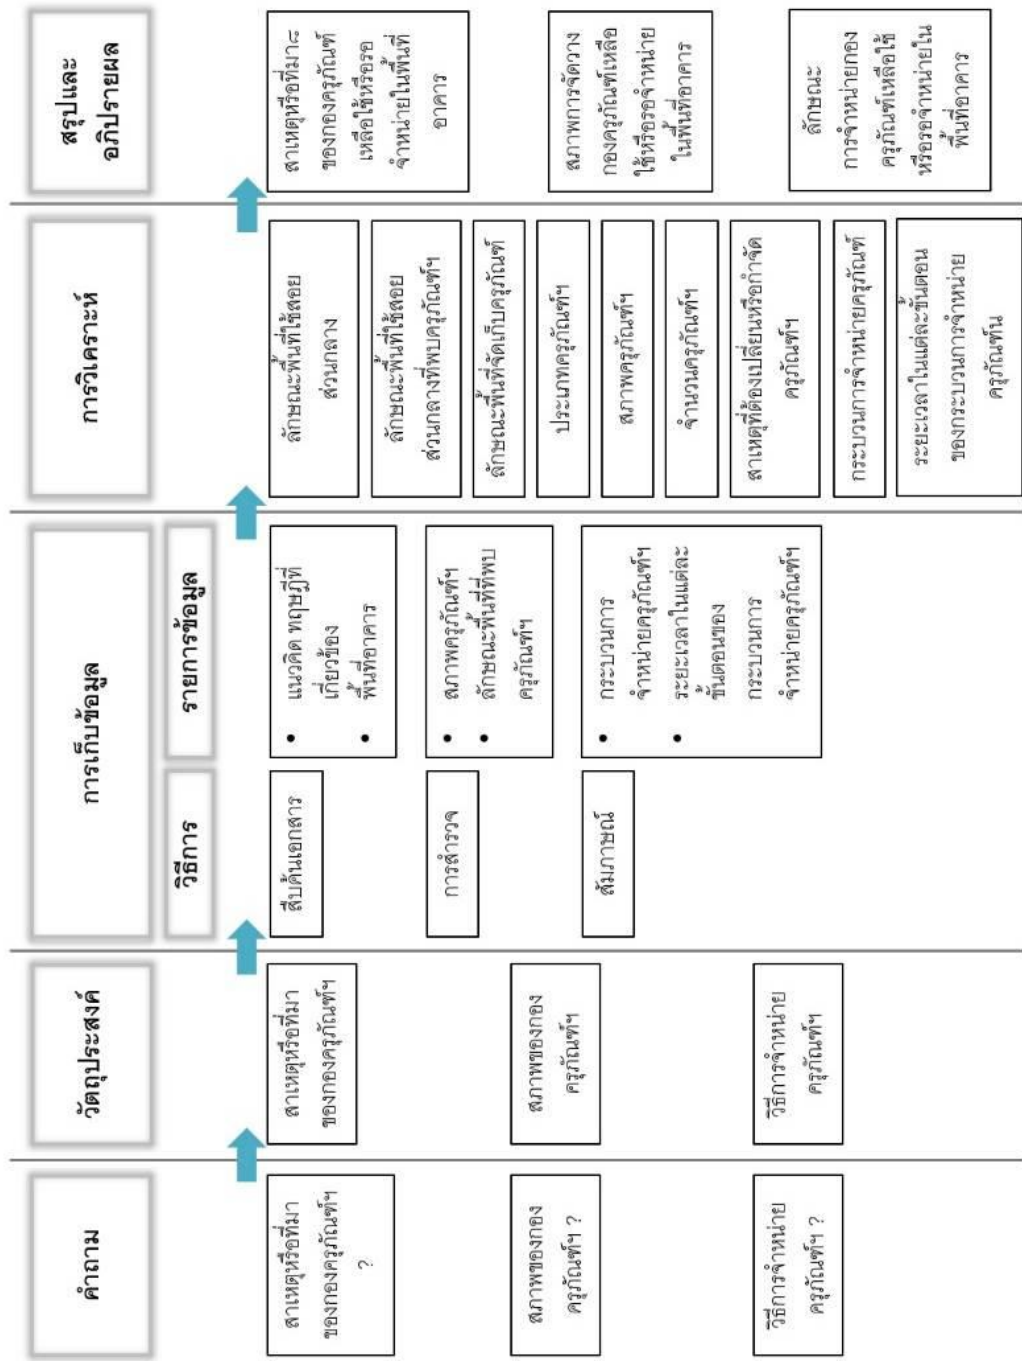 คำถาม
สาเหตุหรือที่มา
ของกองครุภัณฑ์ฯ
?
สภาพของกอง
ครุภัณฑ์ฯ ?
วิธีการจำหน่าย
ครุภัณฑ์ฯ ?
วัตถุประสงค์
สาเหตุหรือที่มา
ของกองครุภัณฑ์ฯ
สภาพของกอง
ครุภัณฑ์ฯ
วิธีการจำหน่าย
ครุภัณฑ์ฯ
การเก็บข้อมูล
วิธีการ
สืบค้นเอกสาร
การสำรวจ
สัมภาษณ์
รายการข้อมูล
• แนวคิด ทฤษฎีที่
เกี่ยวข้อง
• พื้นที่อาคาร
• สภาพครุภัณฑ์ฯ
• ลักษณะพื้นที่ที่พบ
ครุภัณฑ์ฯ
• กระบวนการ
จำหน่ายครุภัณฑ์ฯ
• ระยะเวลาในแต่ละ
ขั้นตอนของ
กระบวนการ
จำหน่ายครุภัณฑ์ฯ
การวิเคราะห์
ลักษณะพื้นที่ใช้สอย
ส่วนกลาง
ลักษณะพื้นที่ใช้สอย
ส่วนกลางที่พบครุภัณฑ์ฯ
ลักษณะพื้นที่จัดเก็บครุภัณฑ์
ประเภทครุภัณฑ์ฯ
สภาพครุภัณฑ์ฯ
จำนวนครุภัณฑ์ฯ
สาเหตุที่ต้องเปลี่ยนหรือกำจัด
ครุภัณฑ์ฯ
กระบวนการจำหน่ายครุภัณฑ์
ระยะเวลาในแต่ละขั้นตอน
ของกระบวนการจำหน่าย
ครุภัณฑ์น
สรุปและ
อภิปรายผล
สาเหตุหรือที่มาฯ
ของกองครุภัณฑ์
เหลือใช้หรือรอ
จำหน่ายในพื้นที่
อาคาร
สภาพการจัดวาง
กองครุภัณฑ์เหลือ
ใช้หรือรอจำหน่าย
ในพื้นที่อาคาร
ลักษณะ
การจำหน่ายกอง
ครุภัณฑ์เหลือใช้
หรือรอจำหน่ายใน
พื้นที่อาคาร